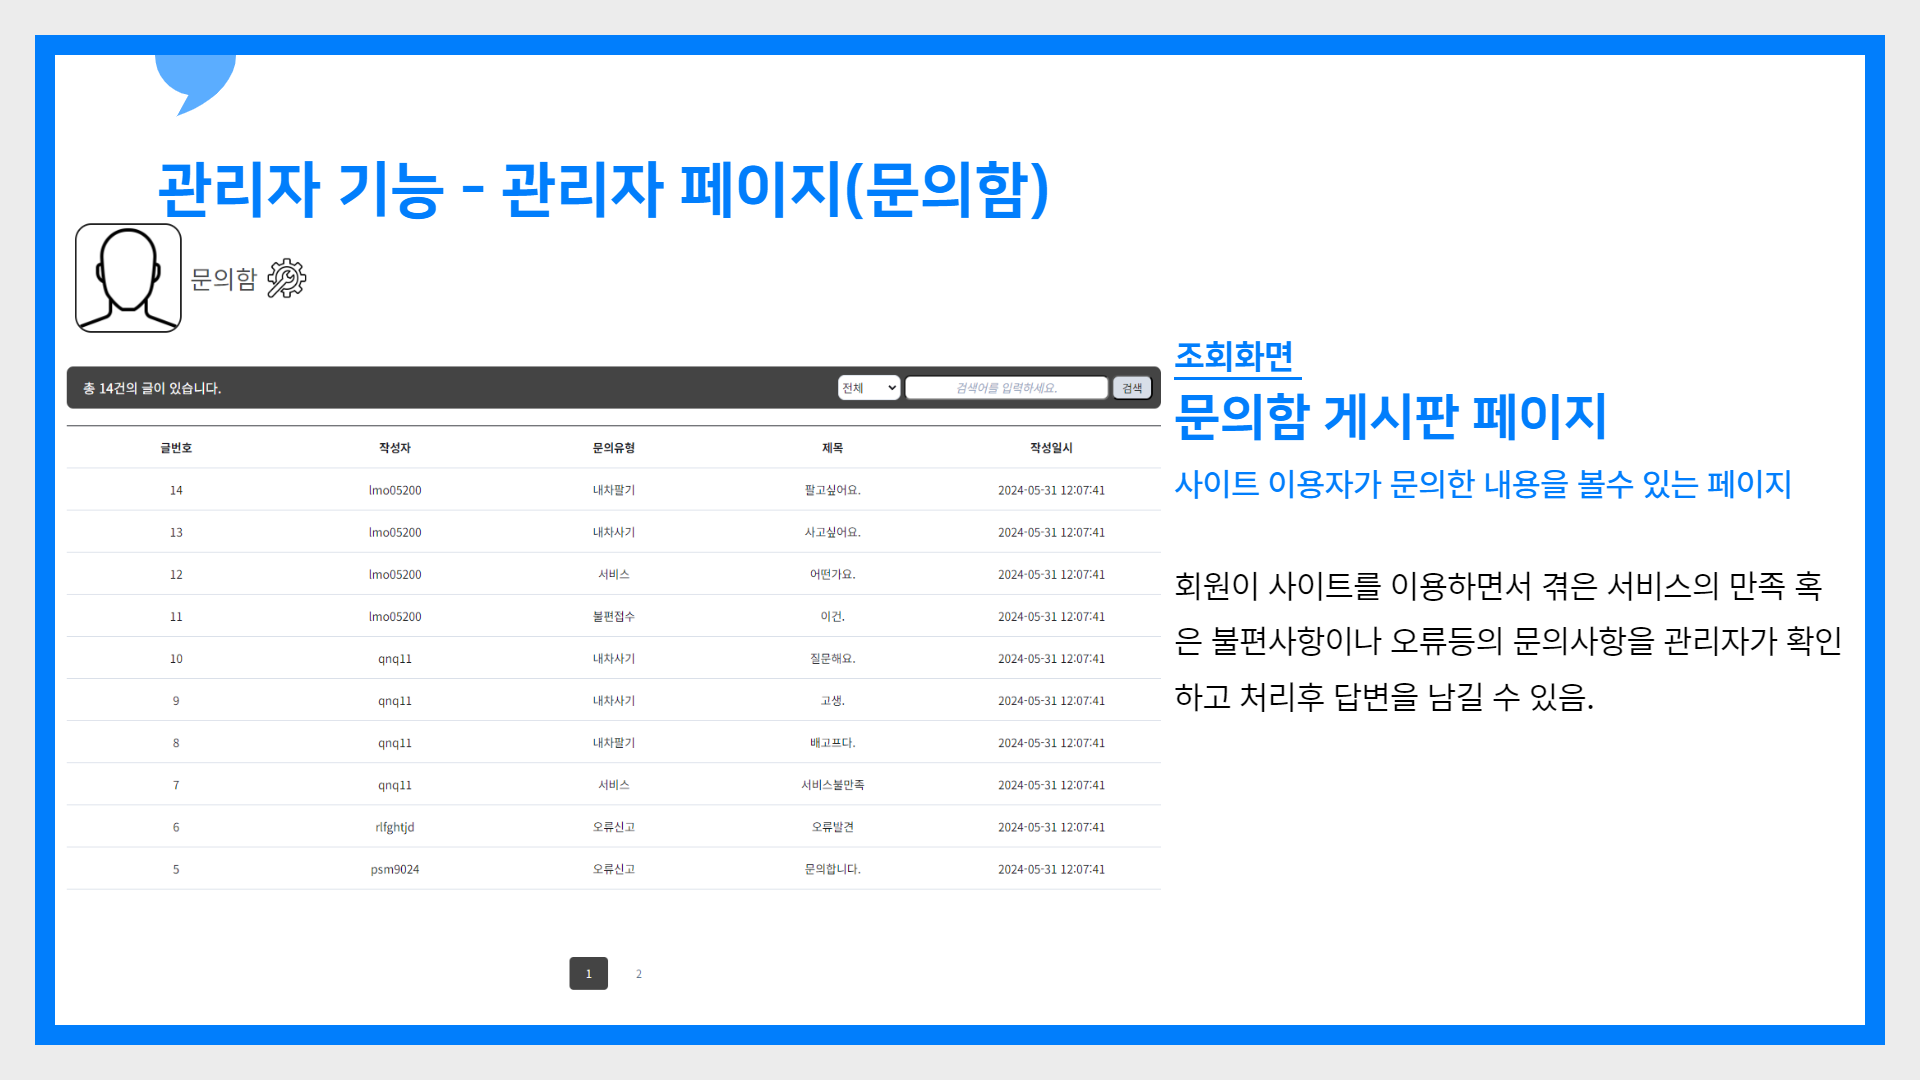 관리자 기능 - 관리자 페이지(문의함)
문의함
총 14건의 글이 있습니다. 전체 검색어를 입력하세요. 검색
글번호 작성자 문의유형 제목 작성일시
14 lmo05200 내차팔기 팔고싶어요. 2024-05-31 12:07:41
13 lmo05200 내차사기 사고싶어요. 2024-05-31 12:07:41
12 lmo05200 서비스 어떤가요. 2024-05-31 12:07:41
11 lmo05200 불편접수 이건. 2024-05-31 12:07:41
10 qnq11 내차사기 질문해요. 2024-05-31 12:07:41
9 qnq11 내차사기 고생. 2024-05-31 12:07:41
8 qnq11 내차팔기 배고프다. 2024-05-31 12:07:41
7 qnq11 서비스 서비스불만족 2024-05-31 12:07:41
6 rlfghtjd 오류신고 오류발견 2024-05-31 12:07:41
5 psm9024 오류신고 문의합니다. 2024-05-31 12:07:41
1 2
조회화면
문의함 게시판 페이지
사이트 이용자가 문의한 내용을 볼수 있는 페이지
회원이 사이트를 이용하면서 겪은 서비스의 만족 혹
은 불편사항이나 오류등의 문의사항을 관리자가 확인
하고 처리후 답변을 남길 수 있음.